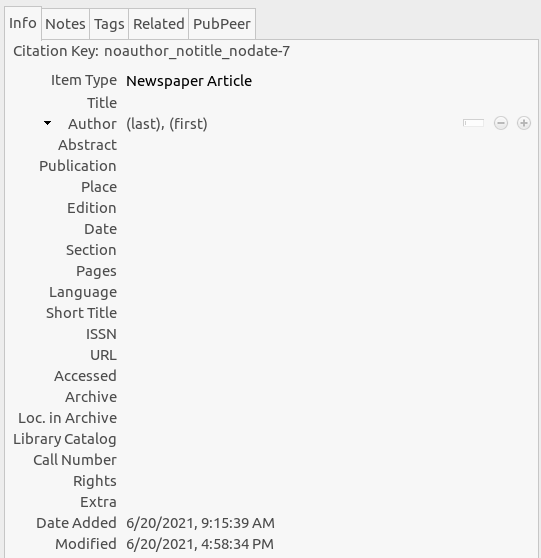 Info Notes Tags Related PubPeer
Citation Key: noauthor_notitle_nodate-7
Item Type Newspaper Article
Title
Author (last), (first)
Abstract
Publication
Place
Edition
Date
Section
Pages
Language
Short Title
ISSN
URL
Accessed
Archive
Loc. in Archive
Library Catalog
Call Number
Rights
Extra
Date Added 6/20/2021, 9:15:39 AM
Modified 6/20/2021, 4:58:34 PM